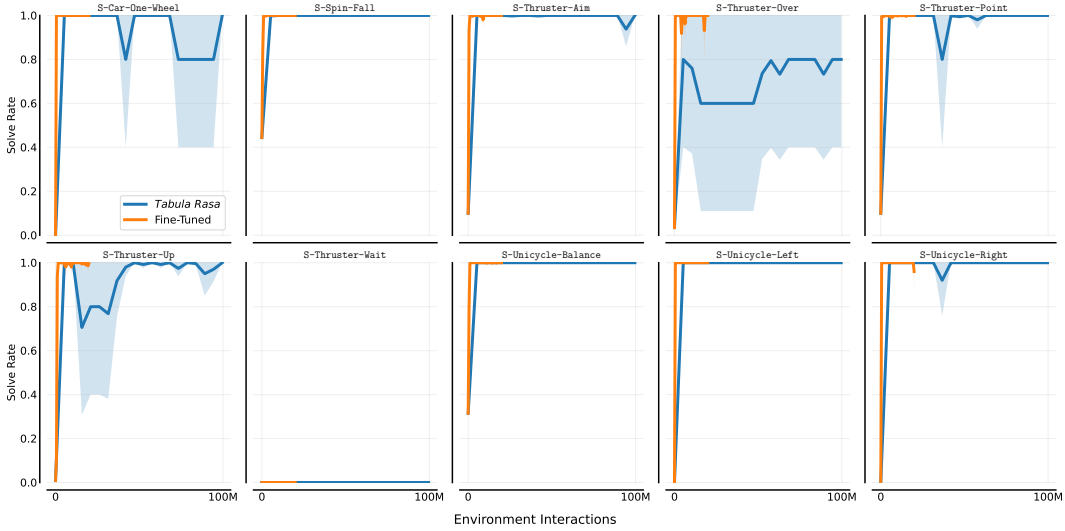 S-Car-One-Wheel S-Spin-Fall S-Thruster-Aim S-Thruster-Over S-Thruster-Point
1.0
0.8
0.6
0.4
0.2
0.0
Solve Rate
Tabula Rasa
Fine-Tuned
S-Thruster-Up S-Thruster-Wait S-Unicycle-Balance S-Unicycle-Left S-Unicycle-Right
1.0
0.8
0.6
0.4
0.2
0.0
Solve Rate
0 100M 0 100M 0 100M 0 100M 0 100M
Environment Interactions